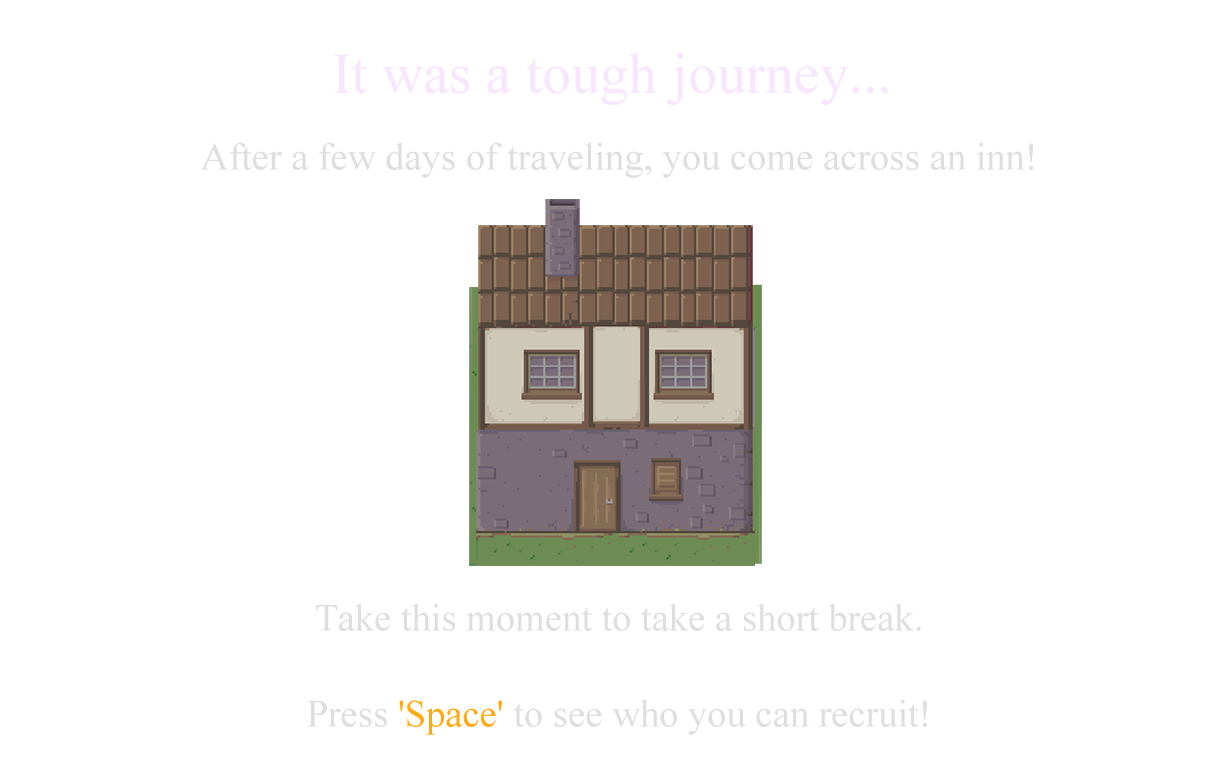 It was a tough journey...
After a few days of traveling, you come across an inn!
Take this moment to take a short break.
Press 'Space' to see who you can recruit!